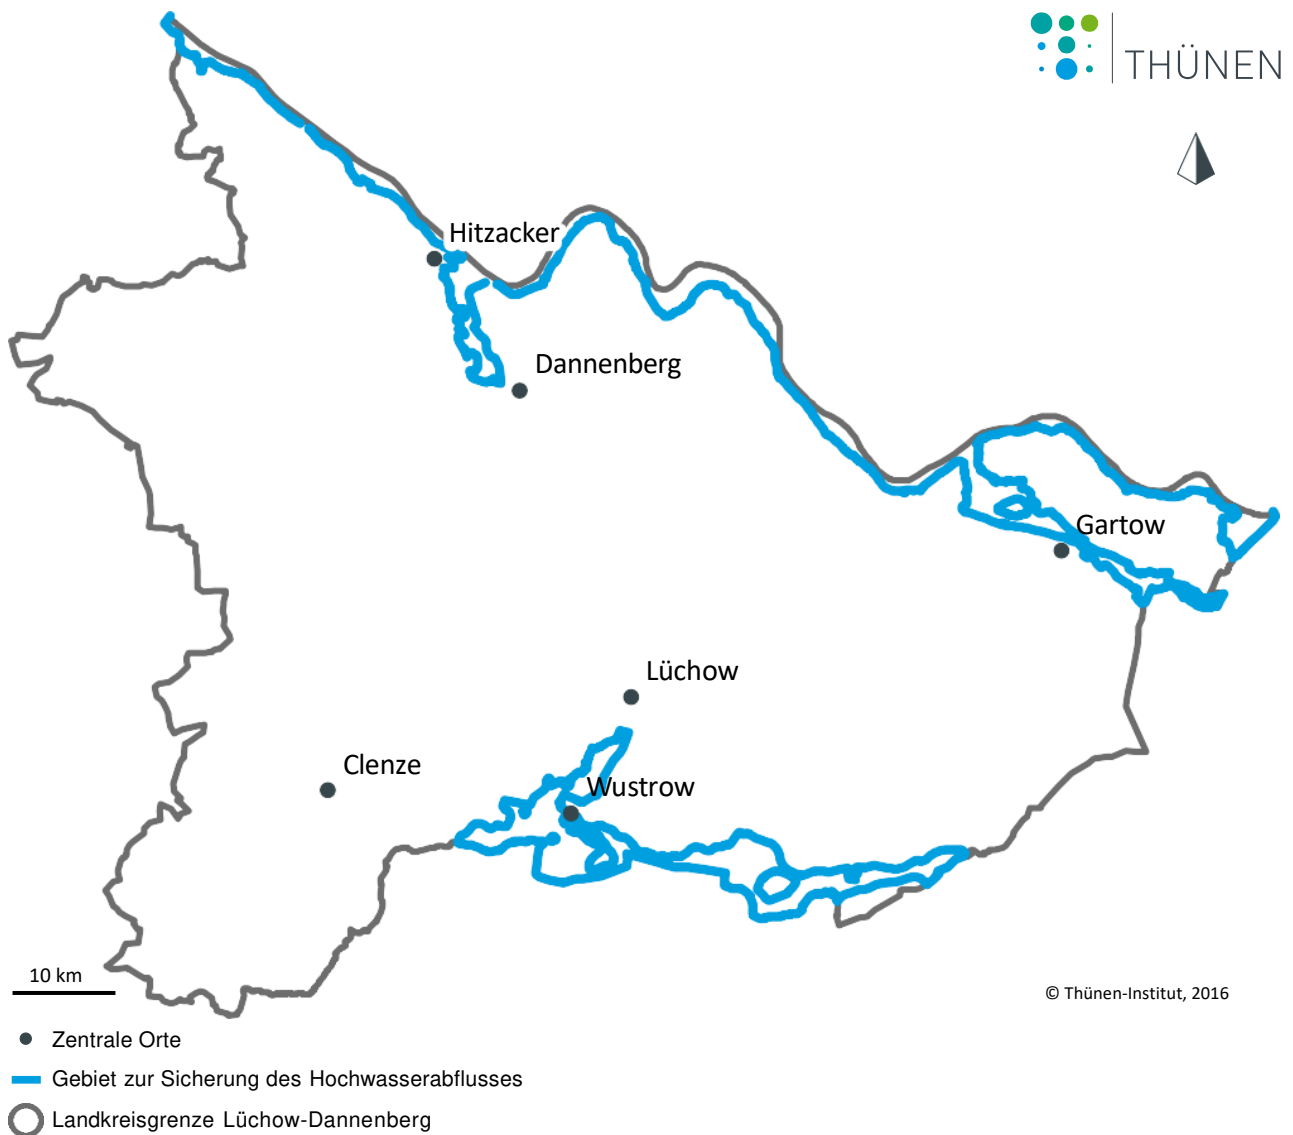 THÜNEN
Hitzacker
Dannenberg
Gartow
Lüchow
Clenze
Wustrow
10 km
© Thünen-Institut, 2016
Zentrale Orte
Gebiet zur Sicherung des Hochwasserabflusses
Landkreisgrenze Lüchow-Dannenberg